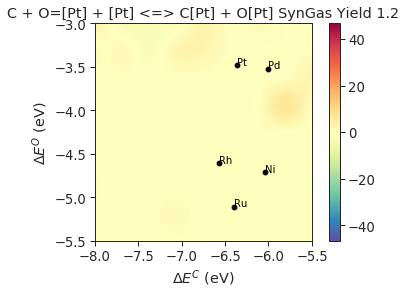 C + O=[Pt] + [Pt] <=> C[Pt] + O[Pt] SynGas Yield 1.2
−3.0
−3.5
−4.0
−4.5
−5.0
−5.5
ΔE^O (eV)
Pt
Pd
Rh
Ni
Ru
−8.0 −7.5 −7.0 −6.5 −6.0 −5.5
ΔE^C (eV)
40
20
0
−20
−40